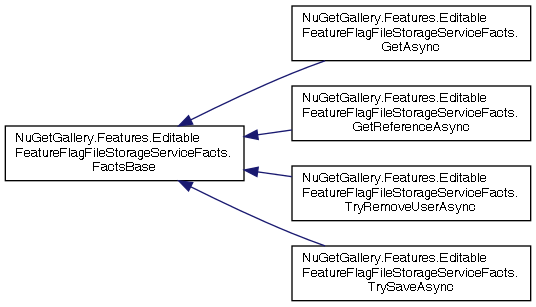 NuGetGallery.Features.Editable
FeatureFlagFileStorageServiceFacts.
GetAsync
NuGetGallery.Features.Editable
FeatureFlagFileStorageServiceFacts.
GetReferenceAsync
NuGetGallery.Features.Editable
FeatureFlagFileStorageServiceFacts.
FactsBase
NuGetGallery.Features.Editable
FeatureFlagFileStorageServiceFacts.
TryRemoveUserAsync
NuGetGallery.Features.Editable
FeatureFlagFileStorageServiceFacts.
TrySaveAsync